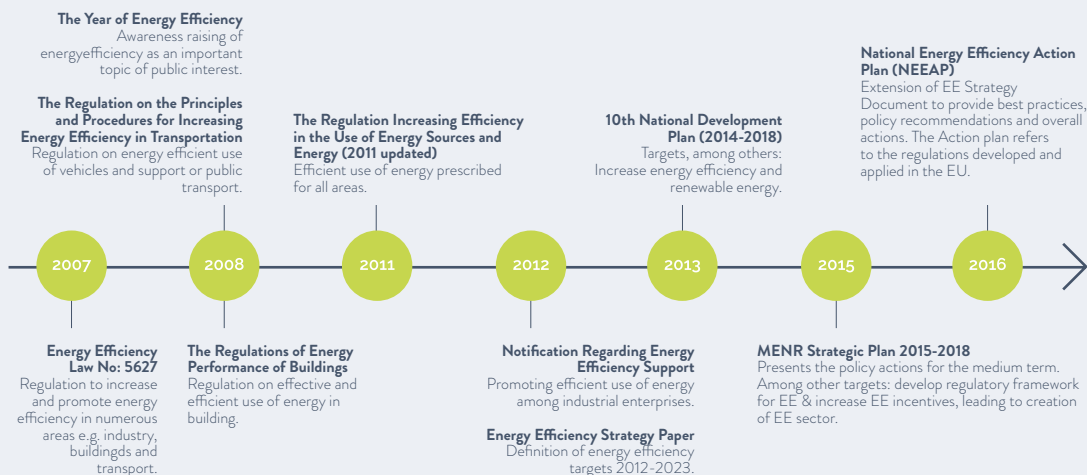 The Year of Energy Efficiency
Awareness raising of
energyefficiency as an important
topic of public interest.
The Regulation on the Principles
and Procedures for Increasing
Energy Efficiency in Transportation
Regulation on energy efficient use
of vehicles and support or public
transport.
The Regulation Increasing Efficiency
in the Use of Energy Sources and
Energy (2011 updated)
Efficient use of energy prescribed
for all areas.
10th National Development
Plan (2014-2018)
Targets, among others:
Increase energy efficiency and
renewable energy.
National Energy Efficiency Action
Plan (NEEAP)
Extension of EE Strategy
Document to provide best practices,
policy recommendations and overall
actions. The Action plan refers
to the regulations developed and
applied in the EU.
2007
2008
2011
2012
2013
2015
2016
Energy Efficiency
Law No: 5627
Regulation to increase
and promote energy
efficiency in numerous
areas e.g. industry,
buildingds and
transport.
The Regulations of Energy
Performance of Buildings
Regulation on effective and
efficient use of energy in
building.
Notification Regarding Energy
Efficiency Support
Promoting efficient use of energy
among industrial enterprises.
Energy Efficiency Strategy Paper
Definition of energy efficiency
targets 2012-2023.
MENR Strategic Plan 2015-2018
Presents the policy actions for the medium term.
Among other targets: develop regulatory framework
for EE & increase EE incentives, leading to creation
of EE sector.